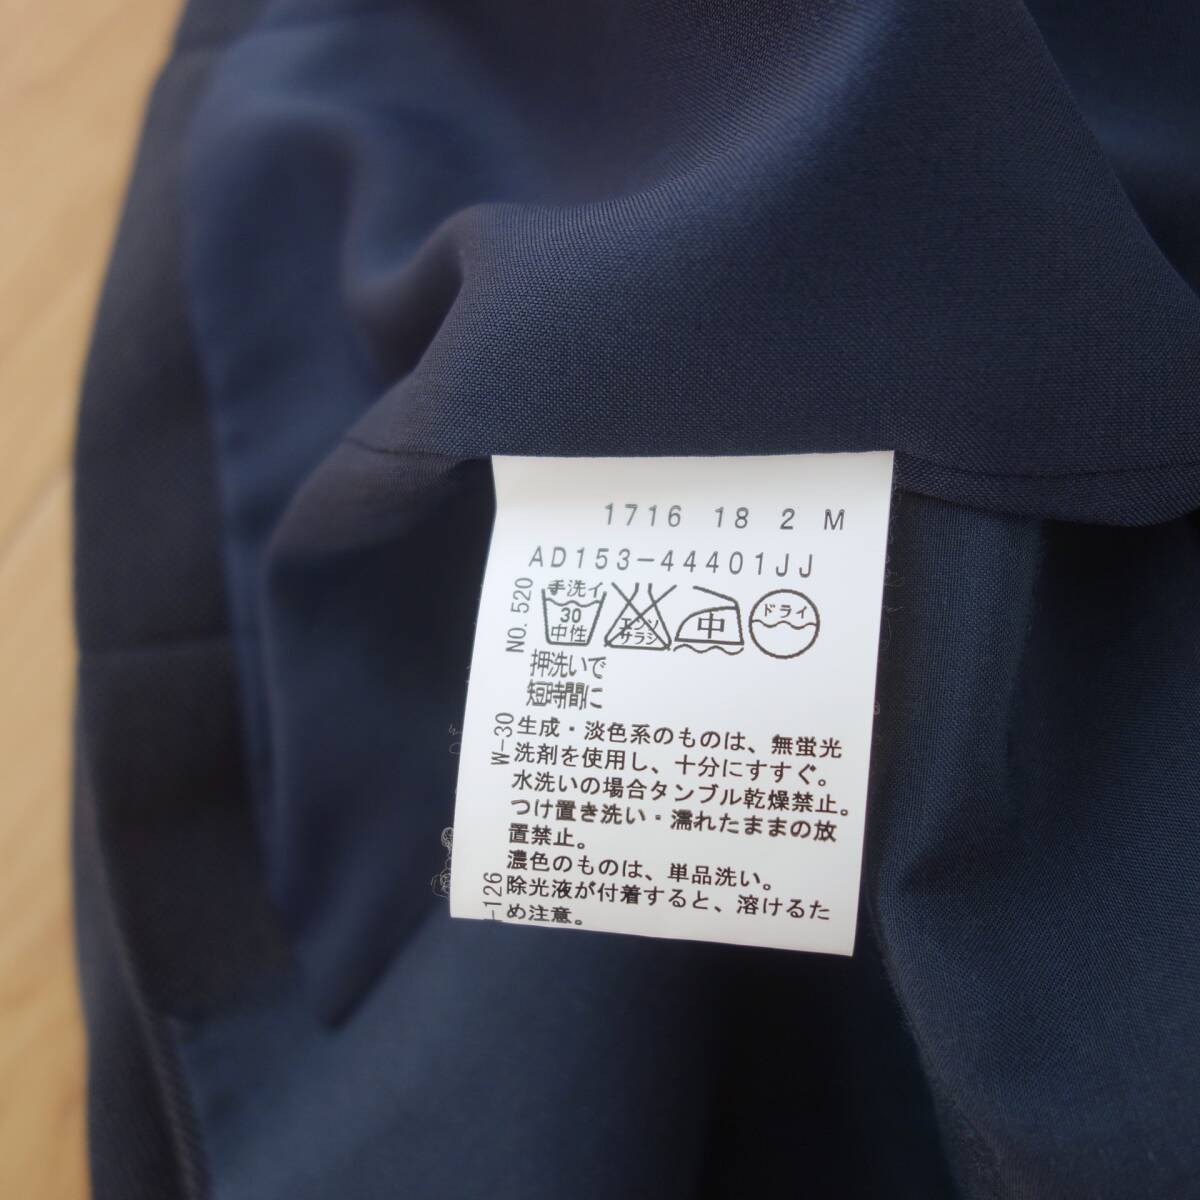 1716 18 2 M
AD153-44401JJ
NO. 520
手洗イ
30
中性
エンソ
サラシ
中
ドライ
押洗いで
短時間に
W-30
生成・淡色系のものは、無蛍光
洗剤を使用し、十分にすすぐ。
水洗いの場合タンブル乾燥禁止。
つけ置き洗い・濡れたままの放
置禁止。
濃色のものは、単品洗い。
除光液が付着すると、溶けるた
め注意。
-126